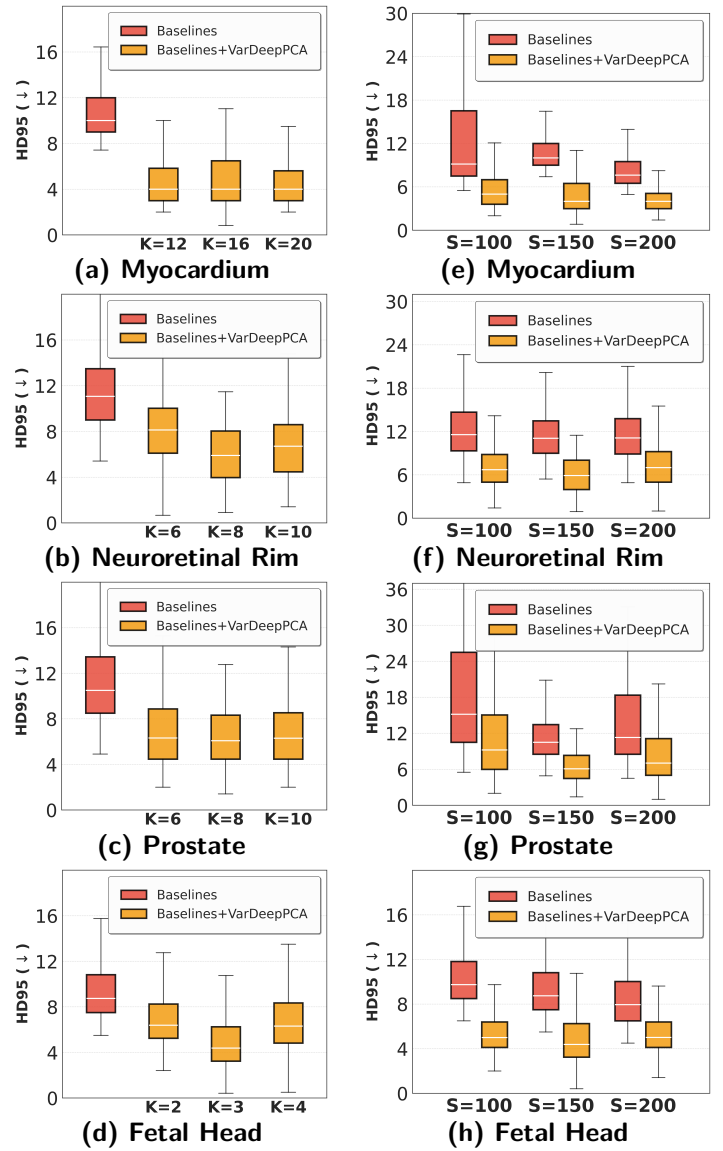 HD95 (↓)
16
12
8
4
0
Baselines
Baselines+VarDeepPCA
K=12 K=16 K=20
(a) Myocardium
HD95 (↓)
30
24
18
12
6
0
Baselines
Baselines+VarDeepPCA
S=100 S=150 S=200
(e) Myocardium
HD95 (↓)
16
12
8
4
0
Baselines
Baselines+VarDeepPCA
K=6 K=8 K=10
(b) Neuroretinal Rim
HD95 (↓)
30
24
18
12
6
0
Baselines
Baselines+VarDeepPCA
S=100 S=150 S=200
(f) Neuroretinal Rim
HD95 (↓)
16
12
8
4
0
Baselines
Baselines+VarDeepPCA
K=6 K=8 K=10
(c) Prostate
HD95 (↓)
36
30
24
18
12
6
0
Baselines
Baselines+VarDeepPCA
S=100 S=150 S=200
(g) Prostate
HD95 (↓)
16
12
8
4
0
Baselines
Baselines+VarDeepPCA
K=2 K=3 K=4
(d) Fetal Head
HD95 (↓)
16
12
8
4
0
Baselines
Baselines+VarDeepPCA
S=100 S=150 S=200
(h) Fetal Head